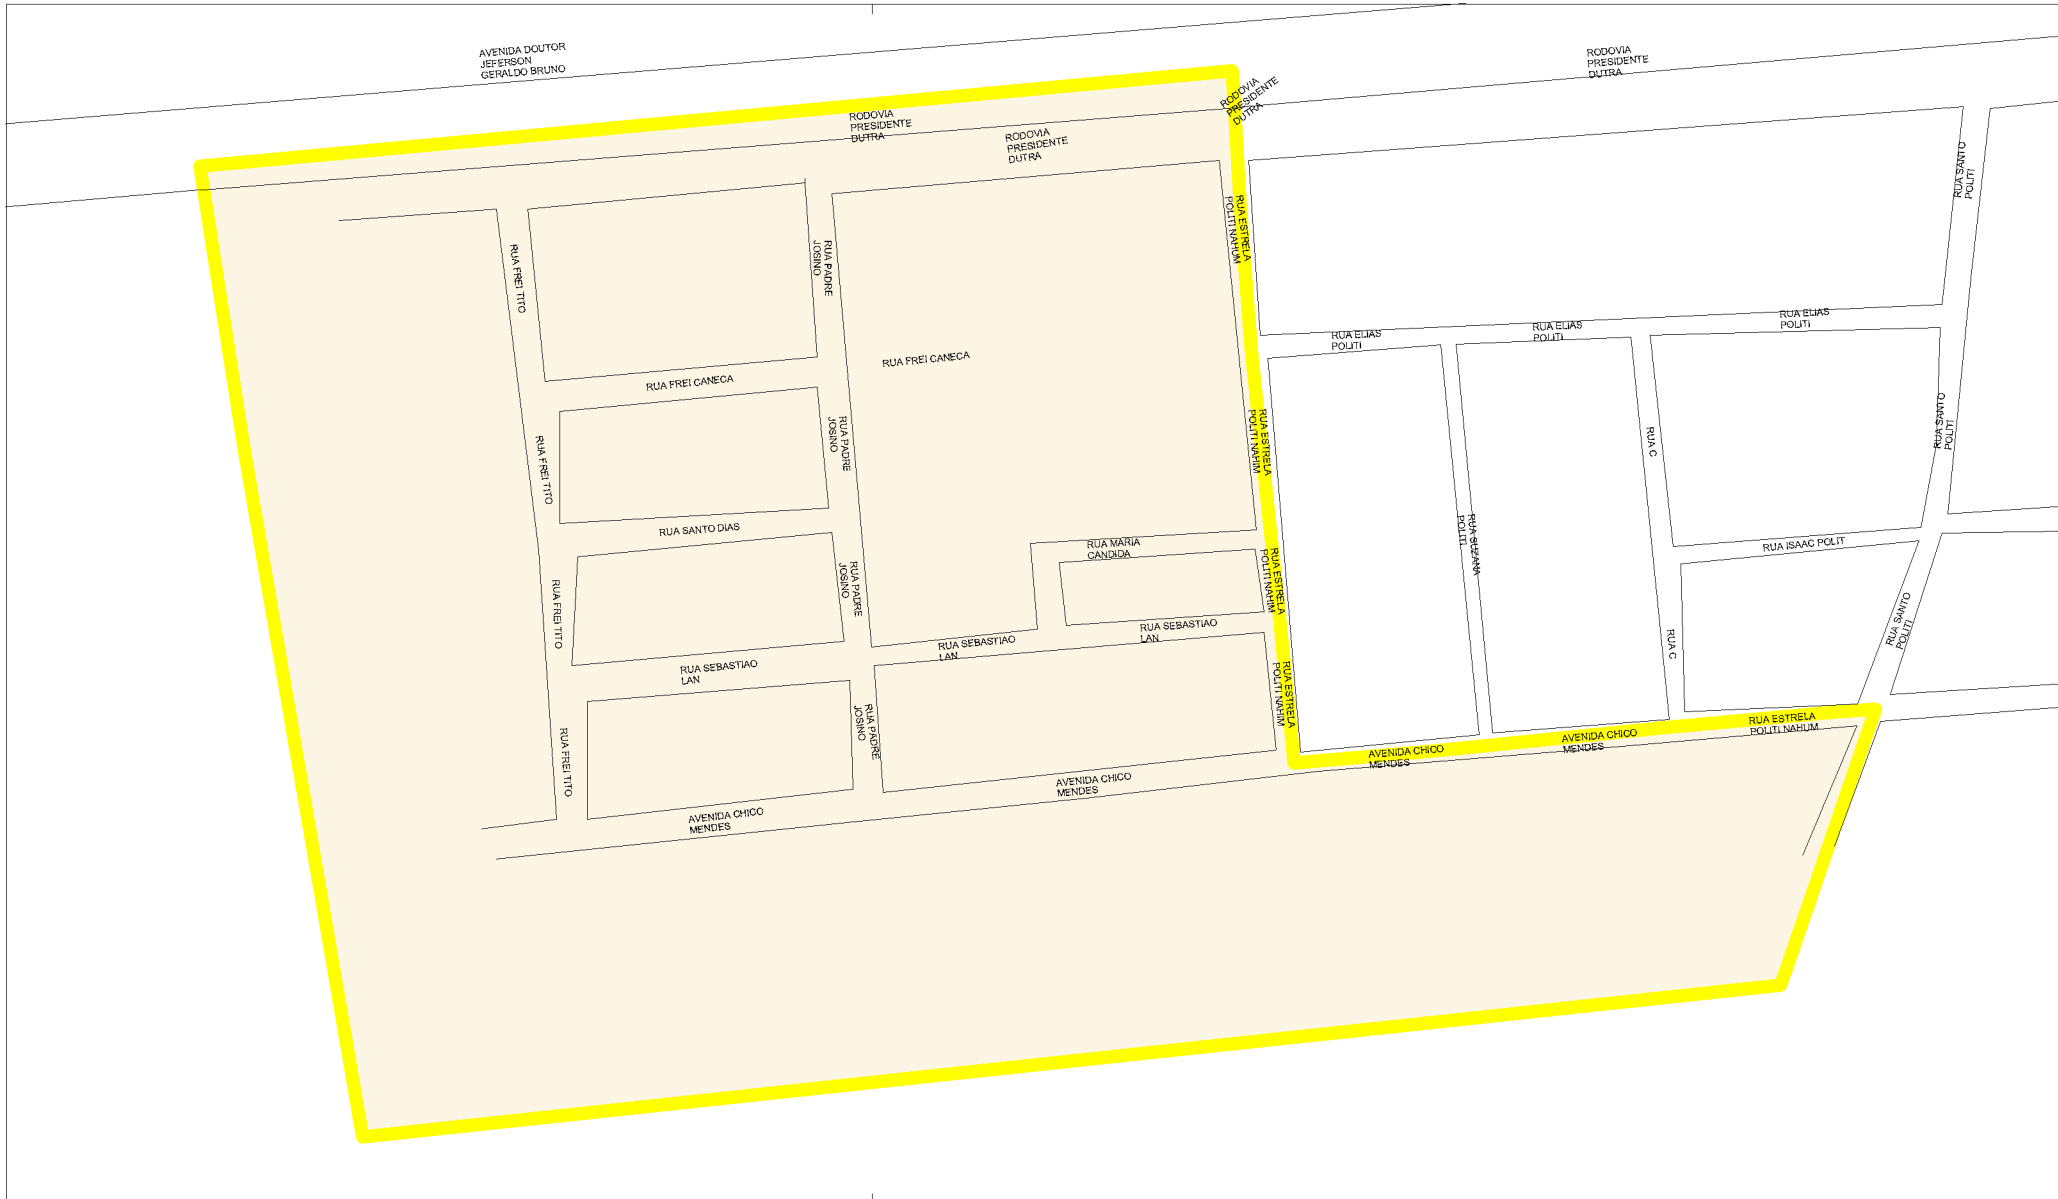 AVENIDA DOUTOR
JEFERSON
GERALDO BRUNO
RODOVIA
PRESIDENTE
DUTRA
RODOVIA
PRESIDENTE
DUTRA
RODOVIA
PRESIDENTE
DUTRA
RODOVIA
PRESIDENTE
DUTRA
RUA SANTO
POLITI
RUA FREI TITO
RUA PADRE
JOSINO
RUA ESTRELA
POLITI NAHUM
RUA ELIAS
POLITI
RUA ELIAS
POLITI
RUA ELIAS
POLITI
RUA FREI CANECA
RUA FREI CANECA
RUA FREI TITO
RUA PADRE
JOSINO
RUA ESTRELA
POLITI NAHIM
RUA C
RUA SANTO
POLITI
RUA SANTO DIAS
RUA MARIA
CANDIDA
RUA SUZANA
POLITI
RUA ISAAC POLIT
RUA FREI TITO
RUA PADRE
JOSINO
RUA ESTRELA
POLITI NAHIM
RUA SEBASTIAO
LAN
RUA SEBASTIAO
LAN
RUA SEBASTIAO
LAN
RUA C
RUA SANTO
POLITI
RUA FREI TITO
RUA PADRE
JOSINO
RUA ESTRELA
POLITI NAHIM
AVENIDA CHICO
MENDES
AVENIDA CHICO
MENDES
AVENIDA CHICO
MENDES
AVENIDA CHICO
MENDES
RUA ESTRELA
POLITI NAHUM